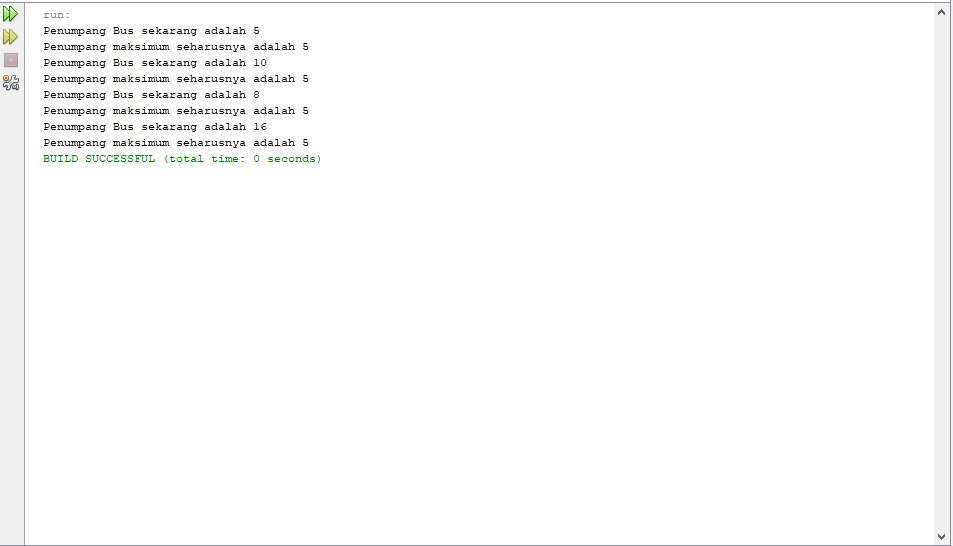 run:
Penumpang Bus sekarang adalah 5
Penumpang maksimum seharusnya adalah 5
Penumpang Bus sekarang adalah 10
Penumpang maksimum seharusnya adalah 5
Penumpang Bus sekarang adalah 8
Penumpang maksimum seharusnya adalah 5
Penumpang Bus sekarang adalah 16
Penumpang maksimum seharusnya adalah 5
BUILD SUCCESSFUL (total time: 0 seconds)